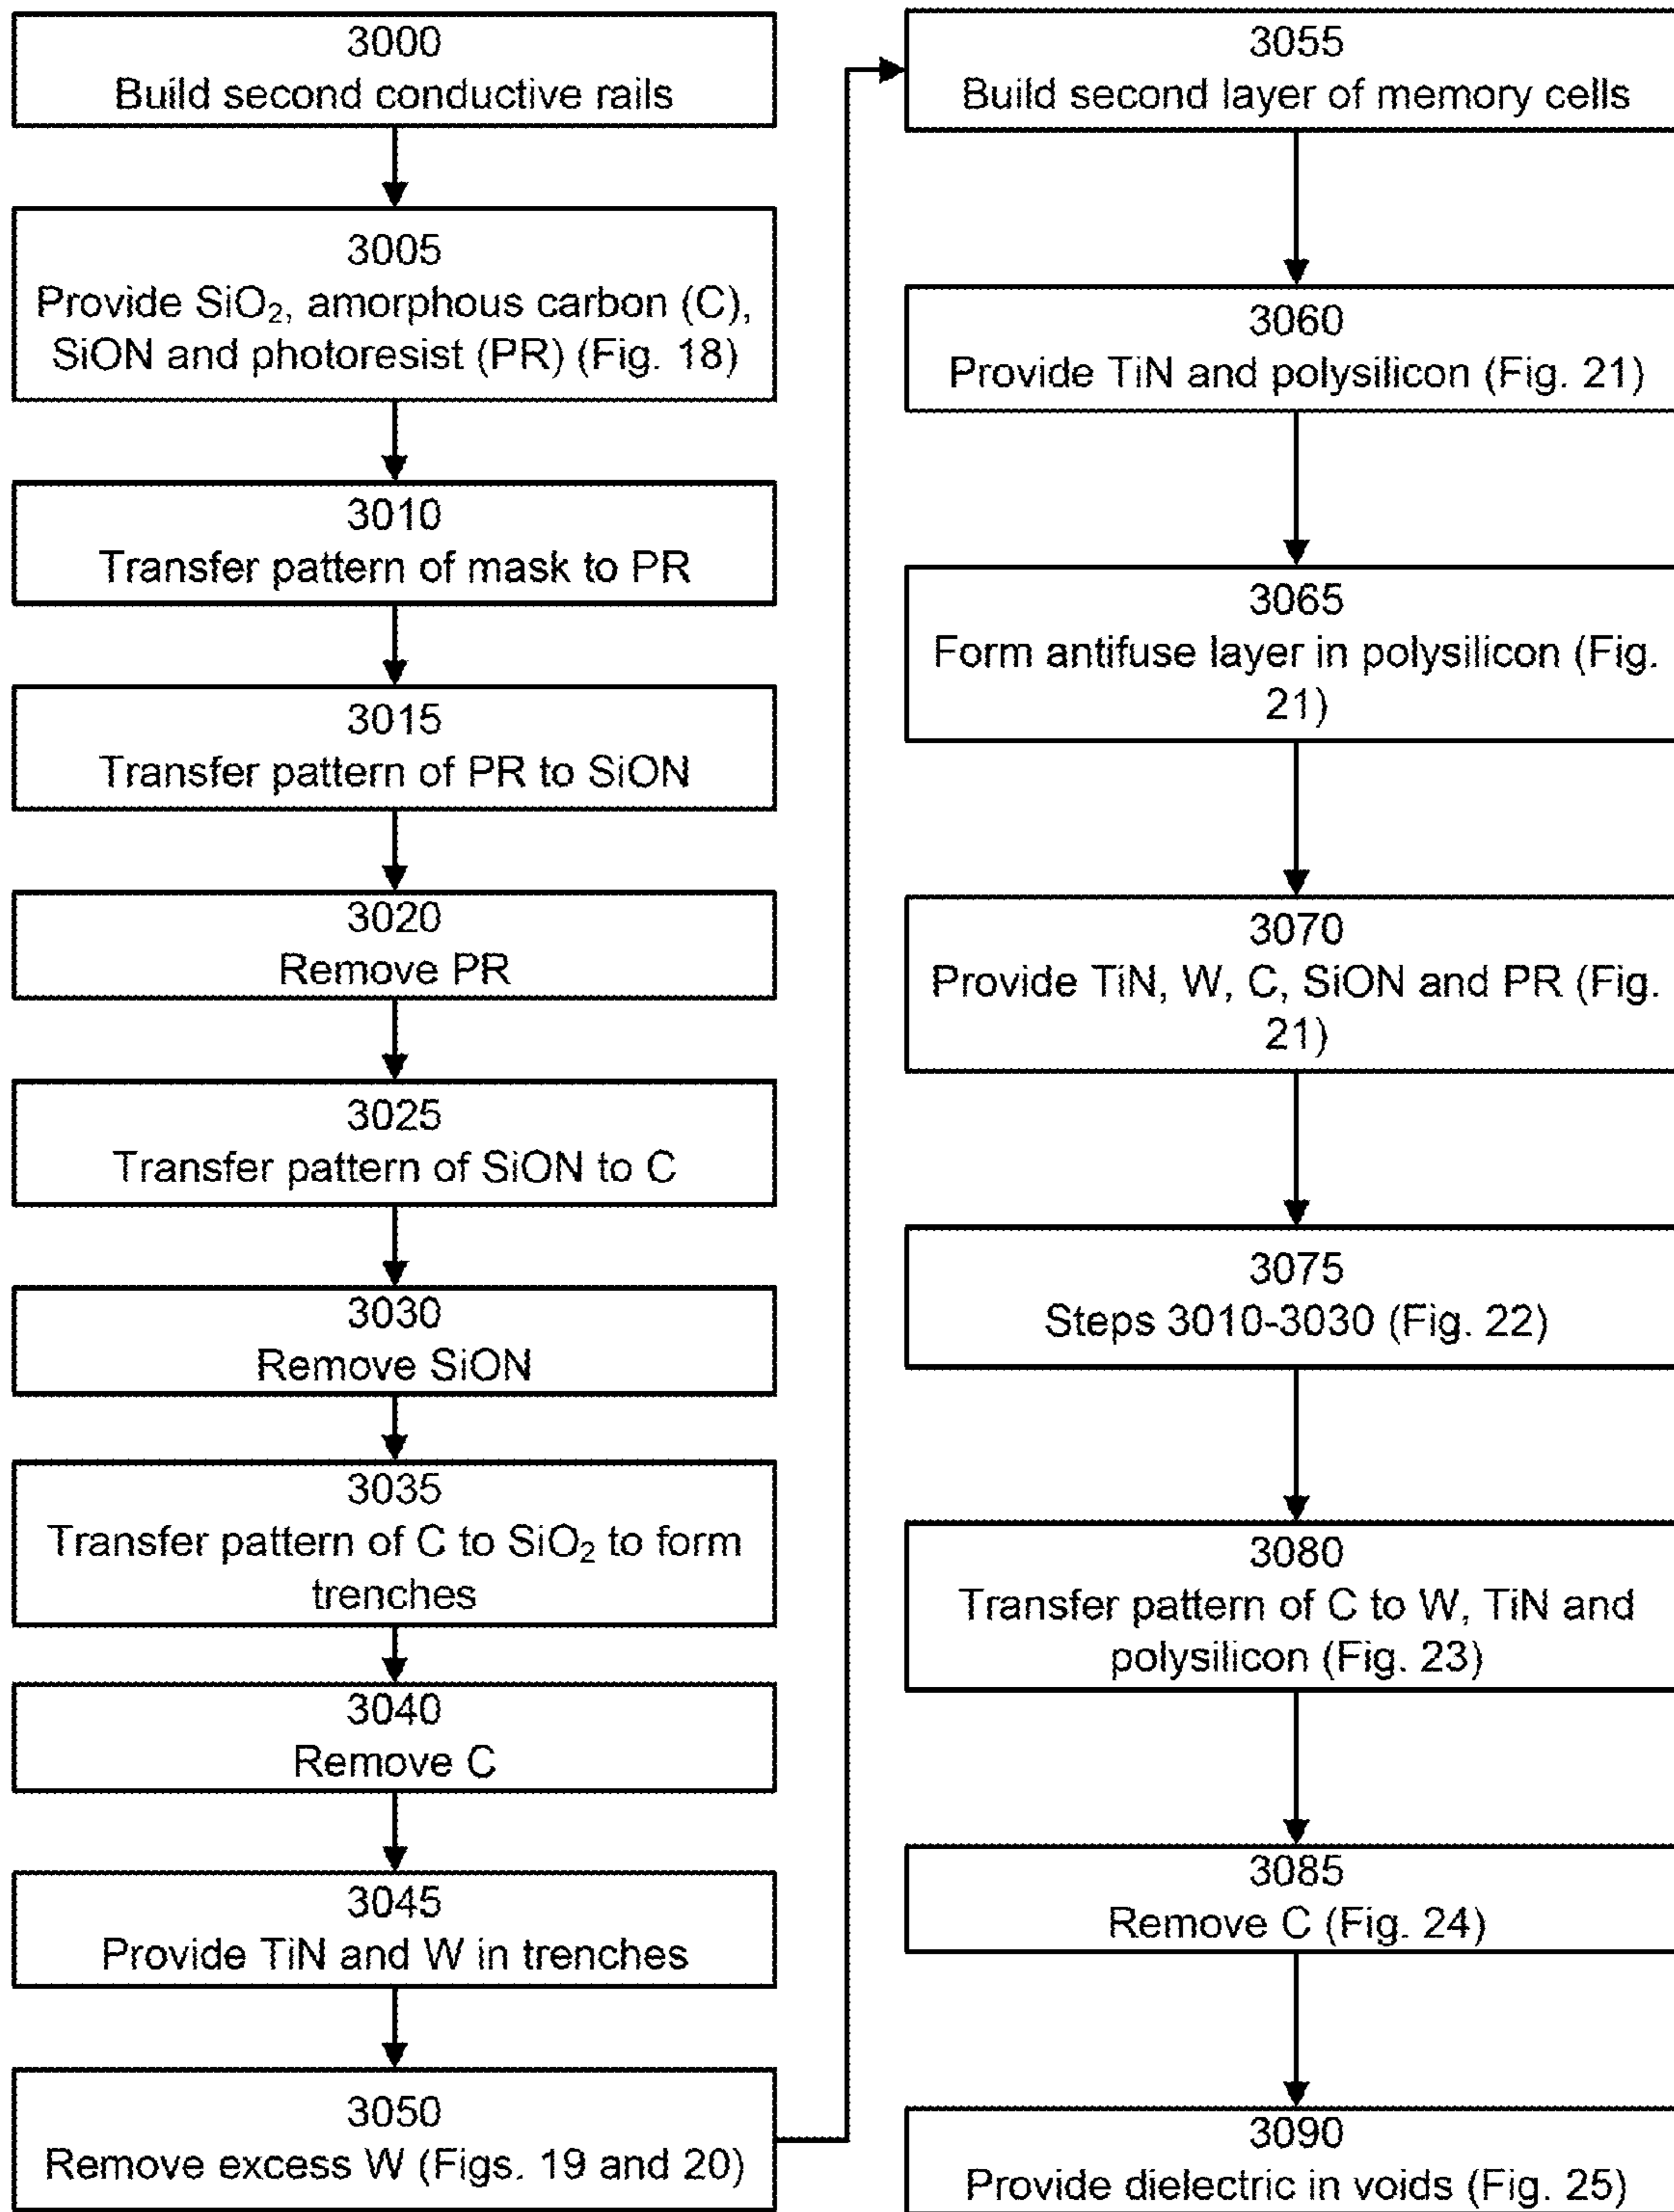 3000
Build second conductive rails
3005
Provide SiO₂, amorphous carbon (C),
SiON and photoresist (PR) (Fig. 18)
3010
Transfer pattern of mask to PR
3015
Transfer pattern of PR to SiON
3020
Remove PR
3025
Transfer pattern of SiON to C
3030
Remove SiON
3035
Transfer pattern of C to SiO₂ to form
trenches
3040
Remove C
3045
Provide TiN and W in trenches
3050
Remove excess W (Figs. 19 and 20)
3055
Build second layer of memory cells
3060
Provide TiN and polysilicon (Fig. 21)
3065
Form antifuse layer in polysilicon (Fig.
21)
3070
Provide TiN, W, C, SiON and PR (Fig.
21)
3075
Steps 3010-3030 (Fig. 22)
3080
Transfer pattern of C to W, TiN and
polysilicon (Fig. 23)
3085
Remove C (Fig. 24)
3090
Provide dielectric in voids (Fig. 25)